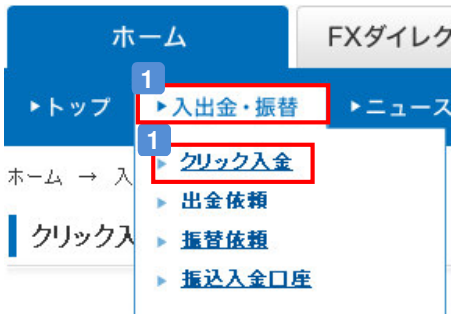 ホーム FXダイレク
1
▶トップ ▶入出金・振替 ▶ニュース
1
▶クリック入金
ホーム → 入
▶出金依頼
クリック入
▶振替依頼
▶振込入金口座